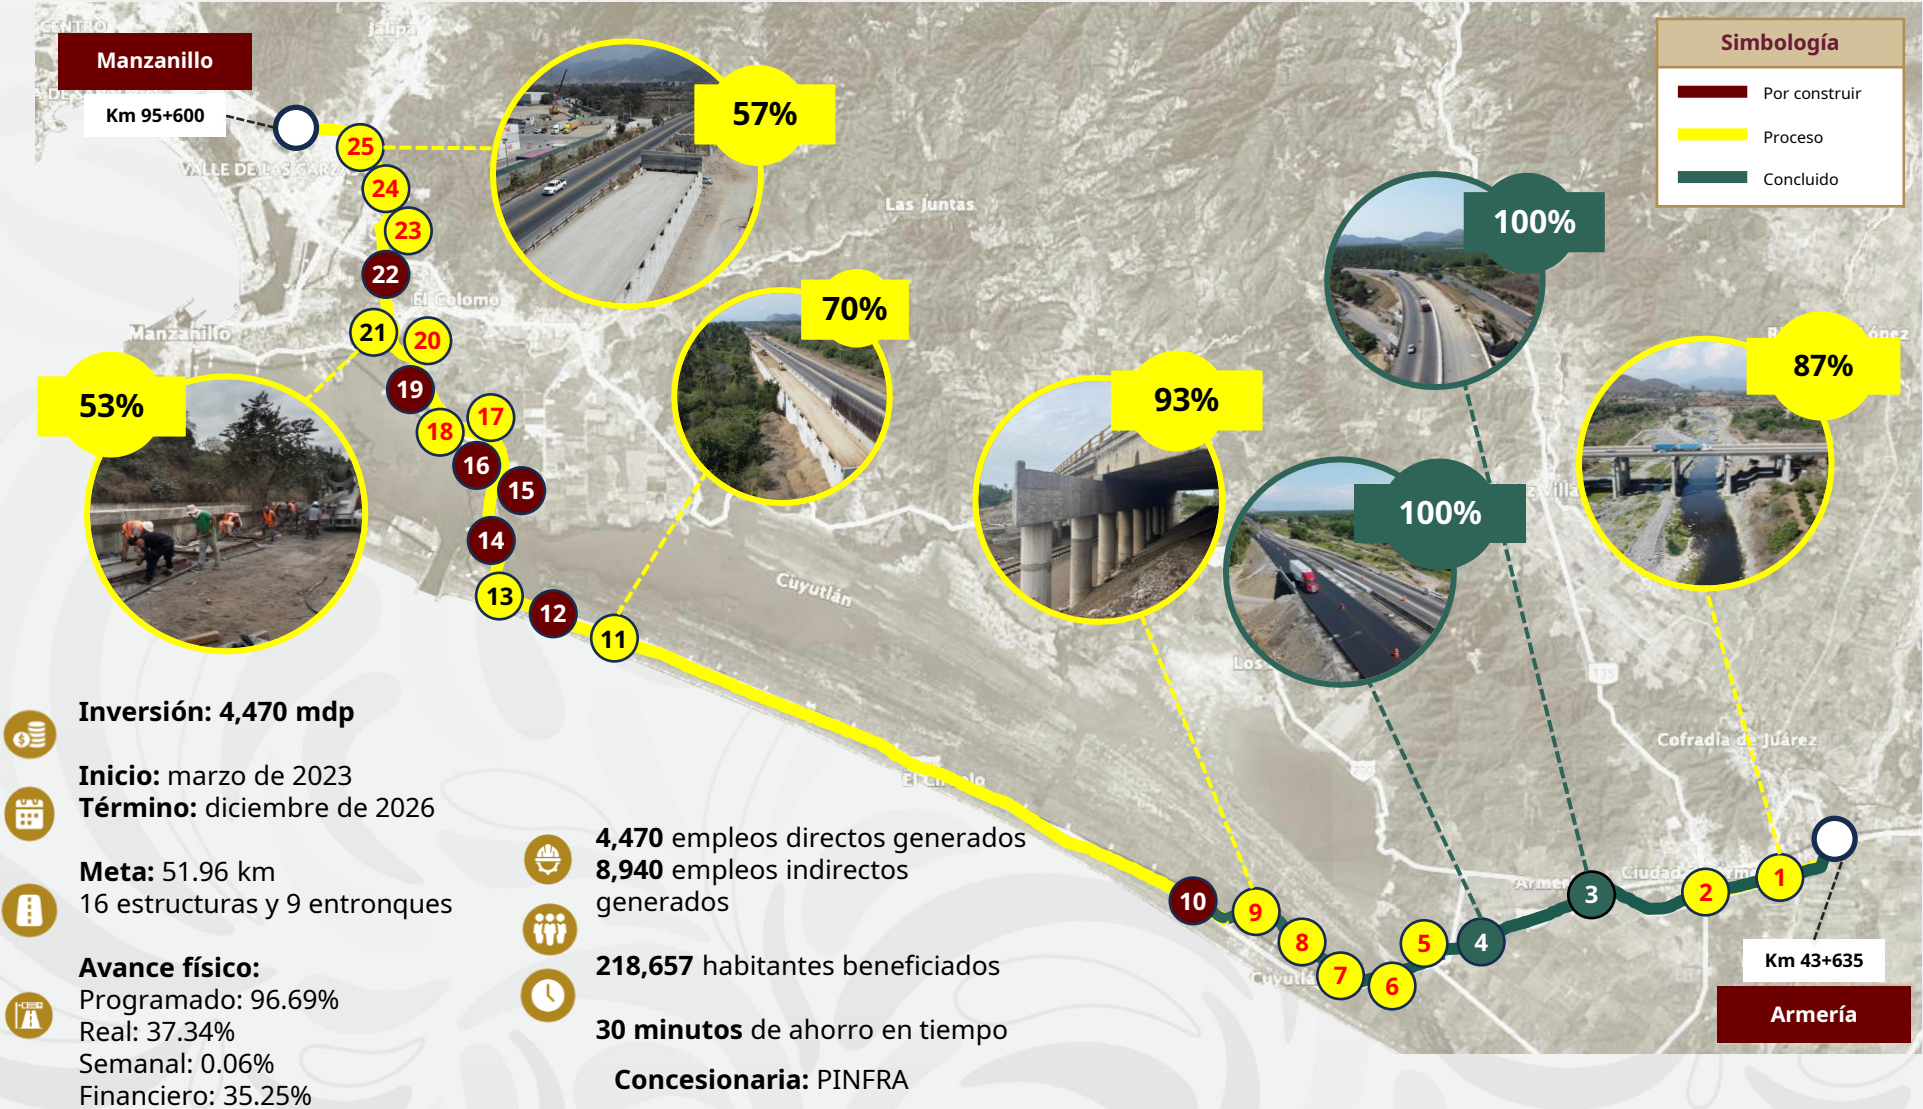 CENTRO
Jalipa
Manzanillo
Km 95+600
VALLE DE LAS GARZAS
Simbología
Por construir
Proceso
Concluido
57%
100%
Las Juntas
25
24
23
22
21
20
19
18
17
16
15
14
13
12
11
El Colomo
Manzanillo
70%
53%
93%
100%
87%
Cuyutlán
135
Cofradía de Juárez
Inversión: 4,470 mdp
Inicio: marzo de 2023
Término: diciembre de 2026
Meta: 51.96 km
16 estructuras y 9 entronques
Avance físico:
Programado: 96.69%
Real: 37.34%
Semanal: 0.06%
Financiero: 35.25%
4,470 empleos directos generados
8,940 empleos indirectos
generados
218,657 habitantes beneficiados
30 minutos de ahorro en tiempo
Concesionaria: PINFRA
10
9
8
7
6
5
4
3
2
1
Ciudad
Km 43+635
Armería